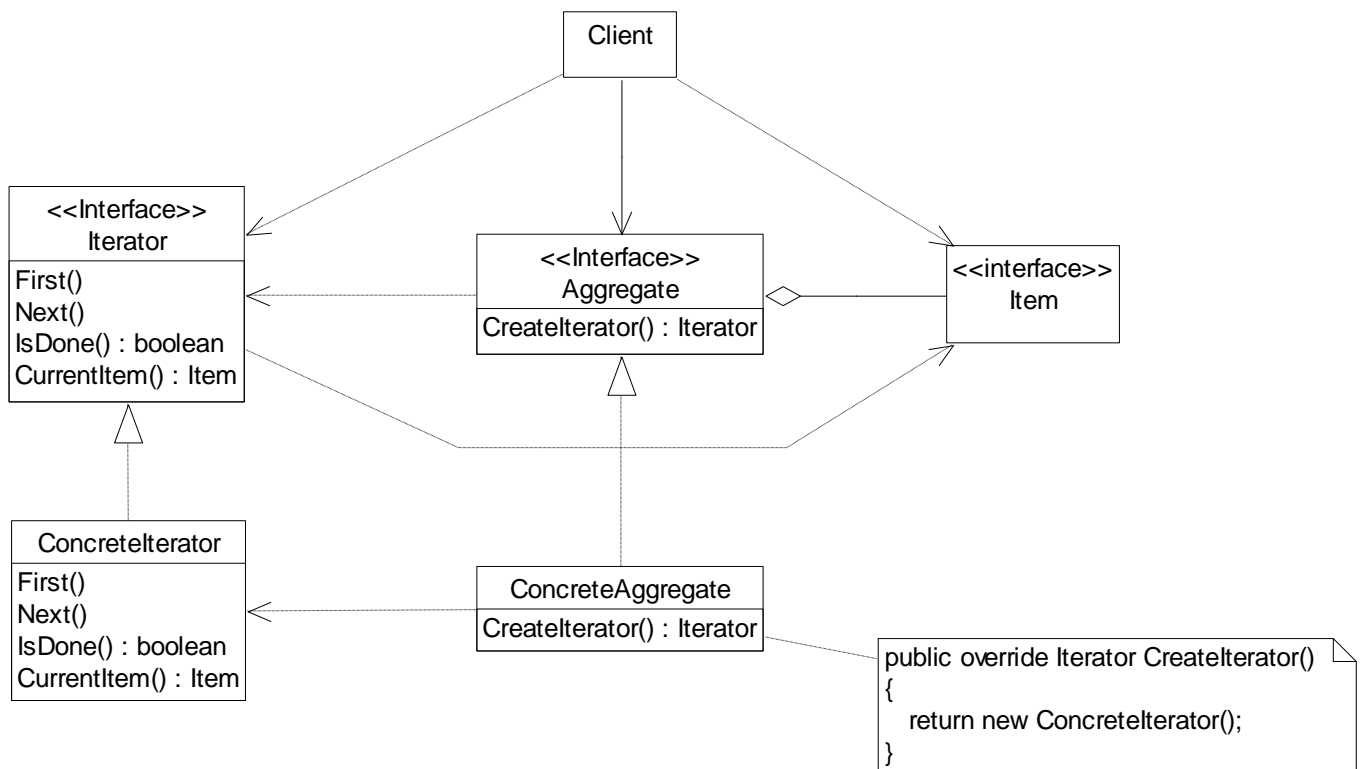 Client
<<Interface>>
Iterator
First()
Next()
IsDone() : boolean
CurrentItem() : Item
<<Interface>>
Aggregate
CreateIterator() : Iterator
<<interface>>
Item
ConcreteIterator
First()
Next()
IsDone() : boolean
CurrentItem() : Item
ConcreteAggregate
CreateIterator() : Iterator
public override Iterator CreateIterator()
{
return new ConcreteIterator();
}